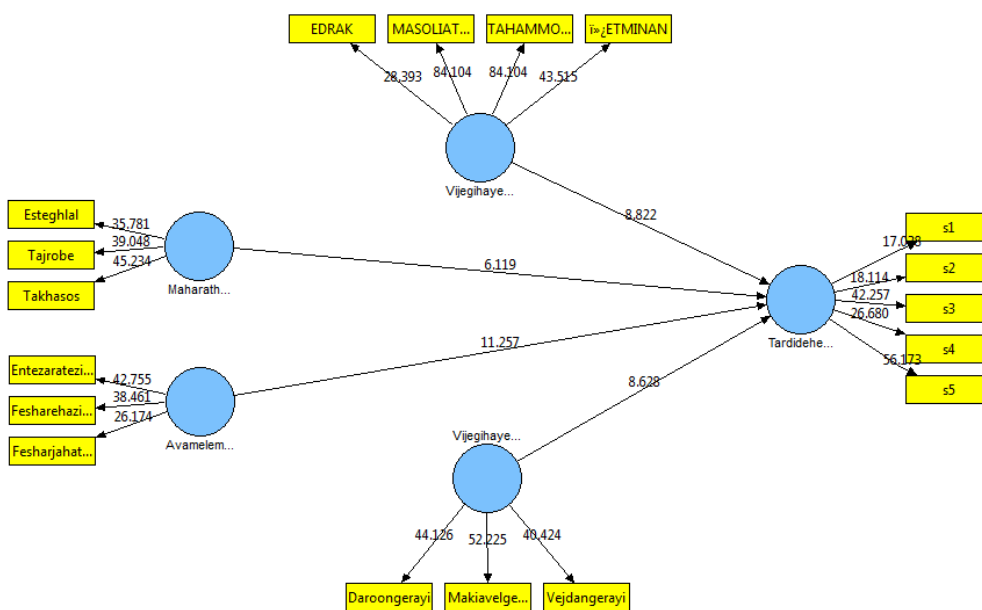 EDRAK
MASOLIAT...
TAHAMMO...
ï»¿ETMINAN
28.393
84.104
84.104
43.515
Vijegihaye...
8.822
Esteghlal
Tajrobe
Takhasos
35.781
39.048
45.234
Maharath...
6.119
s1
s2
s3
s4
s5
17.038
18.114
42.257
26.680
56.173
Tardidehe...
11.257
Entezaratezi...
Fesharehazi...
Fesharjahat...
42.755
38.461
26.174
Avamelem...
8.628
Vijegihaye...
44.126
52.225
40.424
Daroongerayi
Makiavelge...
Vejdangerayi